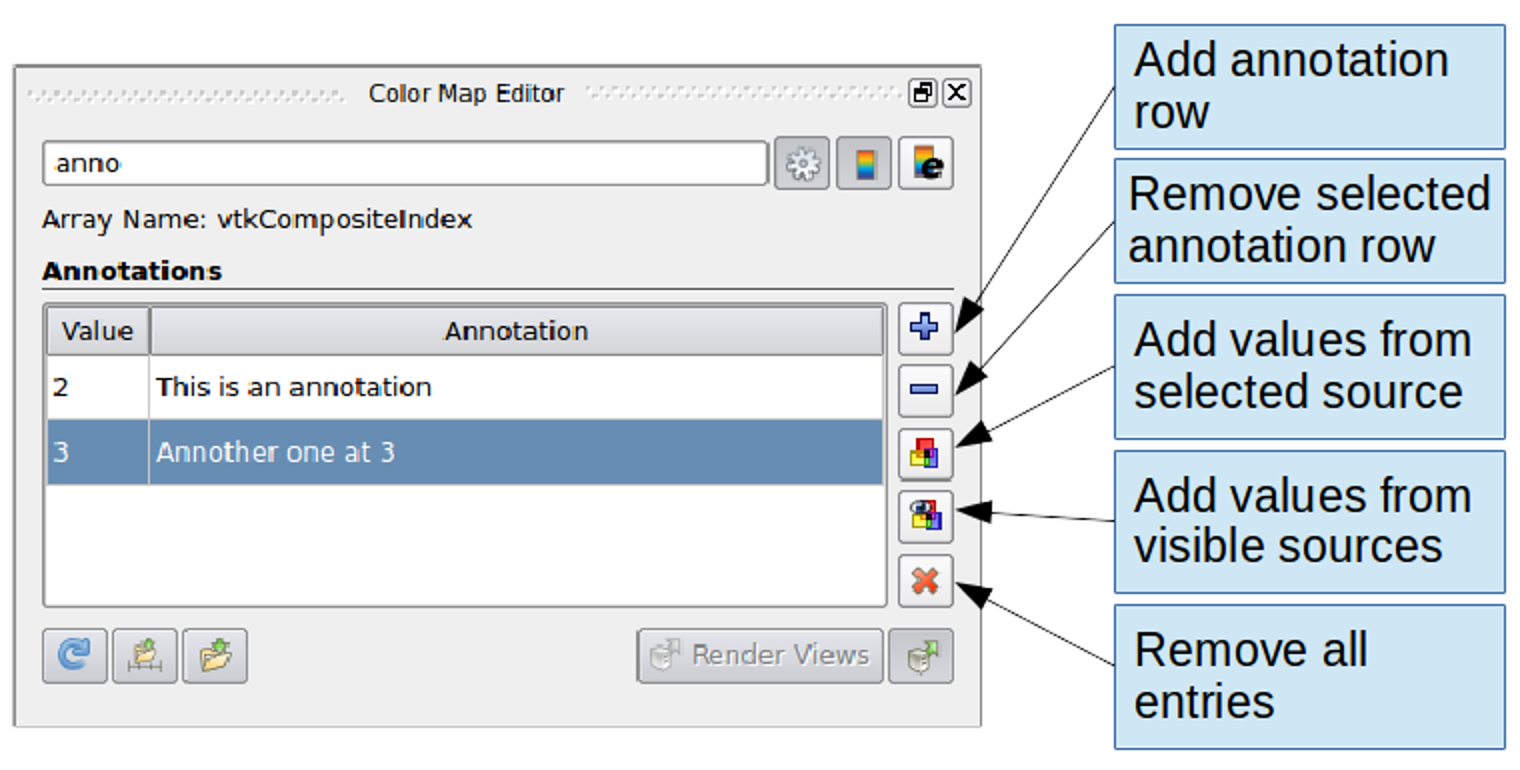 Color Map Editor
anno
Array Name: vtkCompositeIndex
Annotations
Value Annotation
2 This is an annotation
3 Annother one at 3
Render Views
Add annotation
row
Remove selected
annotation row
Add values from
selected source
Add values from
visible sources
Remove all
entries